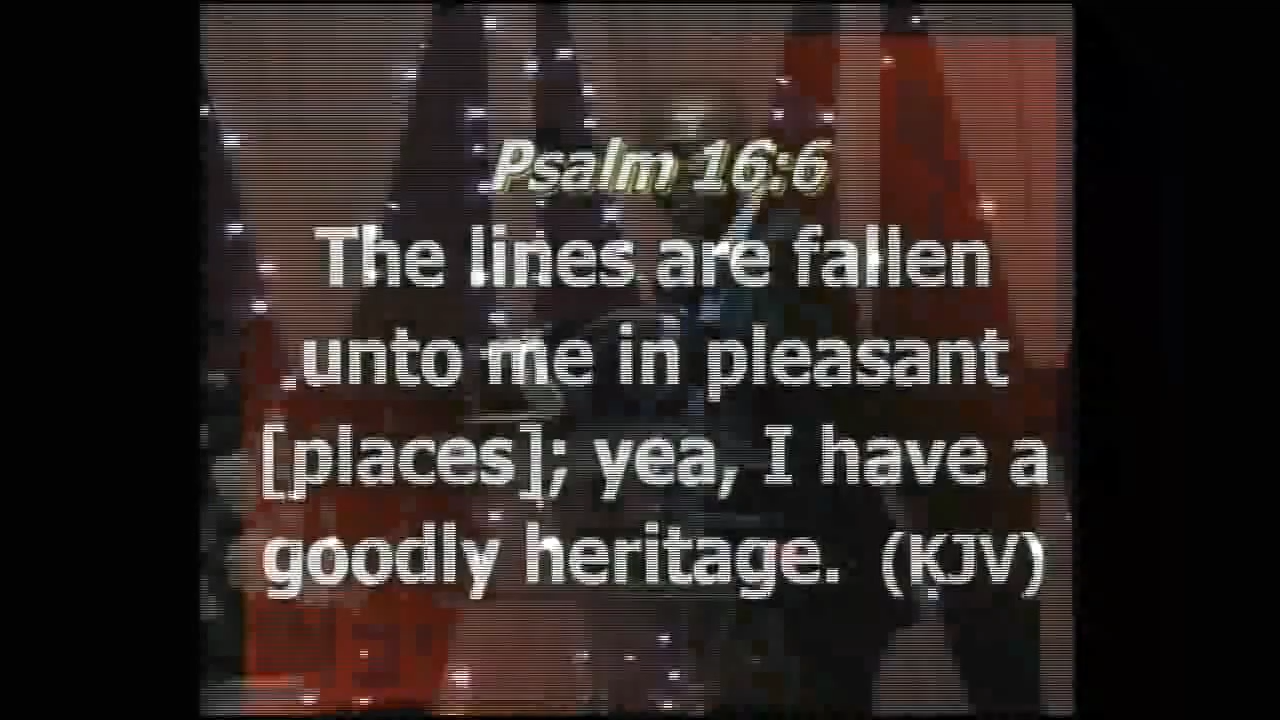 Psalm 16:6
The lines are fallen
unto me in pleasant
[places]; yea, I have a
goodly heritage. (KJV)